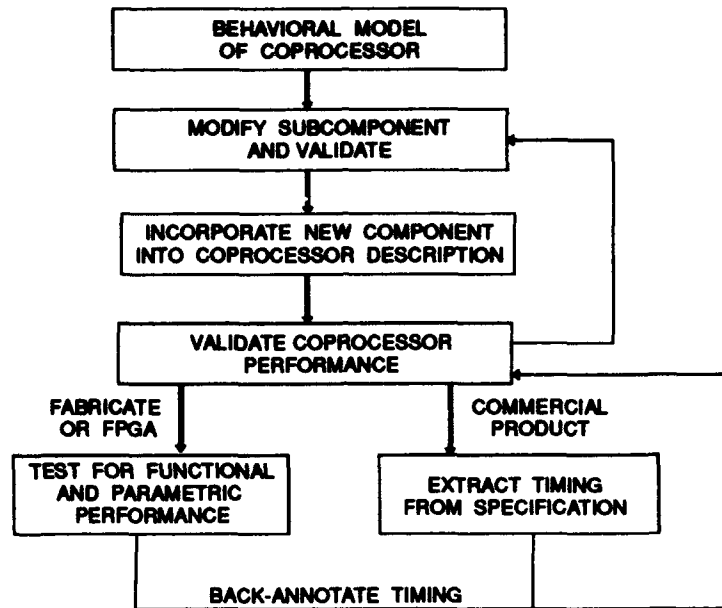 BEHAVIORAL MODEL
OF COPROCESSOR
MODIFY SUBCOMPONENT
AND VALIDATE
INCORPORATE NEW COMPONENT
INTO COPROCESSOR DESCRIPTION
VALIDATE COPROCESSOR
PERFORMANCE
FABRICATE
OR FPGA
COMMERCIAL
PRODUCT
TEST FOR FUNCTIONAL
AND PARAMETRIC
PERFORMANCE
EXTRACT TIMING
FROM SPECIFICATION
BACK-ANNOTATE TIMING